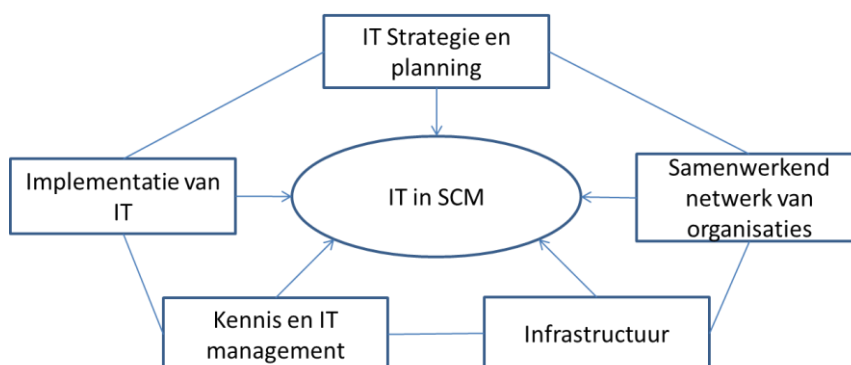 IT Strategie en
planning
Implementatie van
IT
IT in SCM
Samenwerkend
netwerk van
organisaties
Kennis en IT
management
Infrastructuur